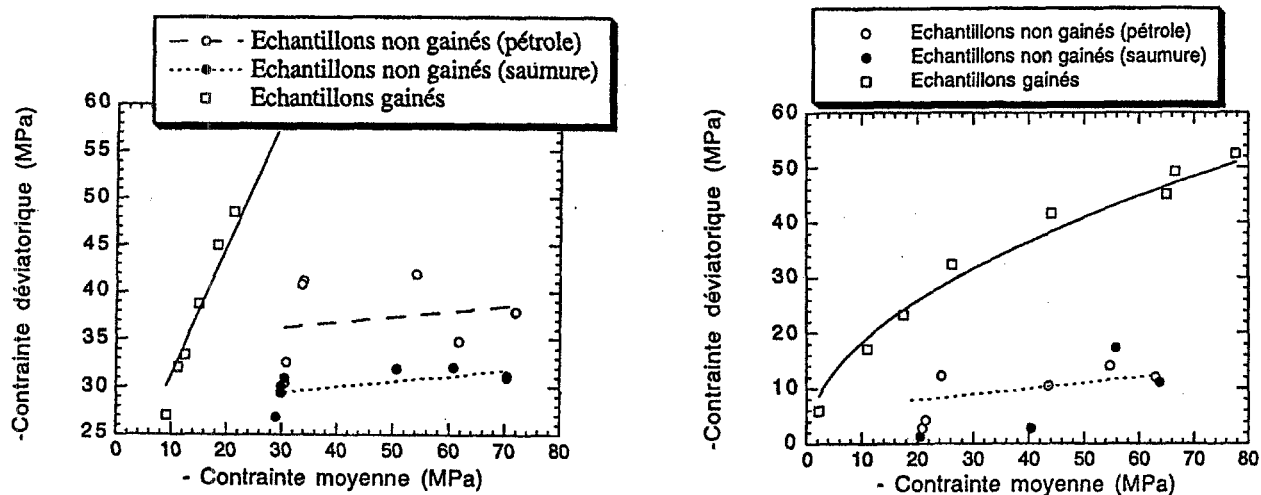 Echantillons non gainés (pétrole)
Echantillons non gainés (saumure)
Echantillons gainés
60
55
50
45
40
35
30
25
0 10 20 30 40 50 60 70 80
-Contrainte déviatorique (MPa)
- Contrainte moyenne (MPa)
Echantillons non gainés (pétrole)
Echantillons non gainés (saumure)
Echantillons gainés
60
50
40
30
20
10
0
0 10 20 30 40 50 60 70 80
-Contrainte déviatorique (MPa)
- Contrainte moyenne (MPa)